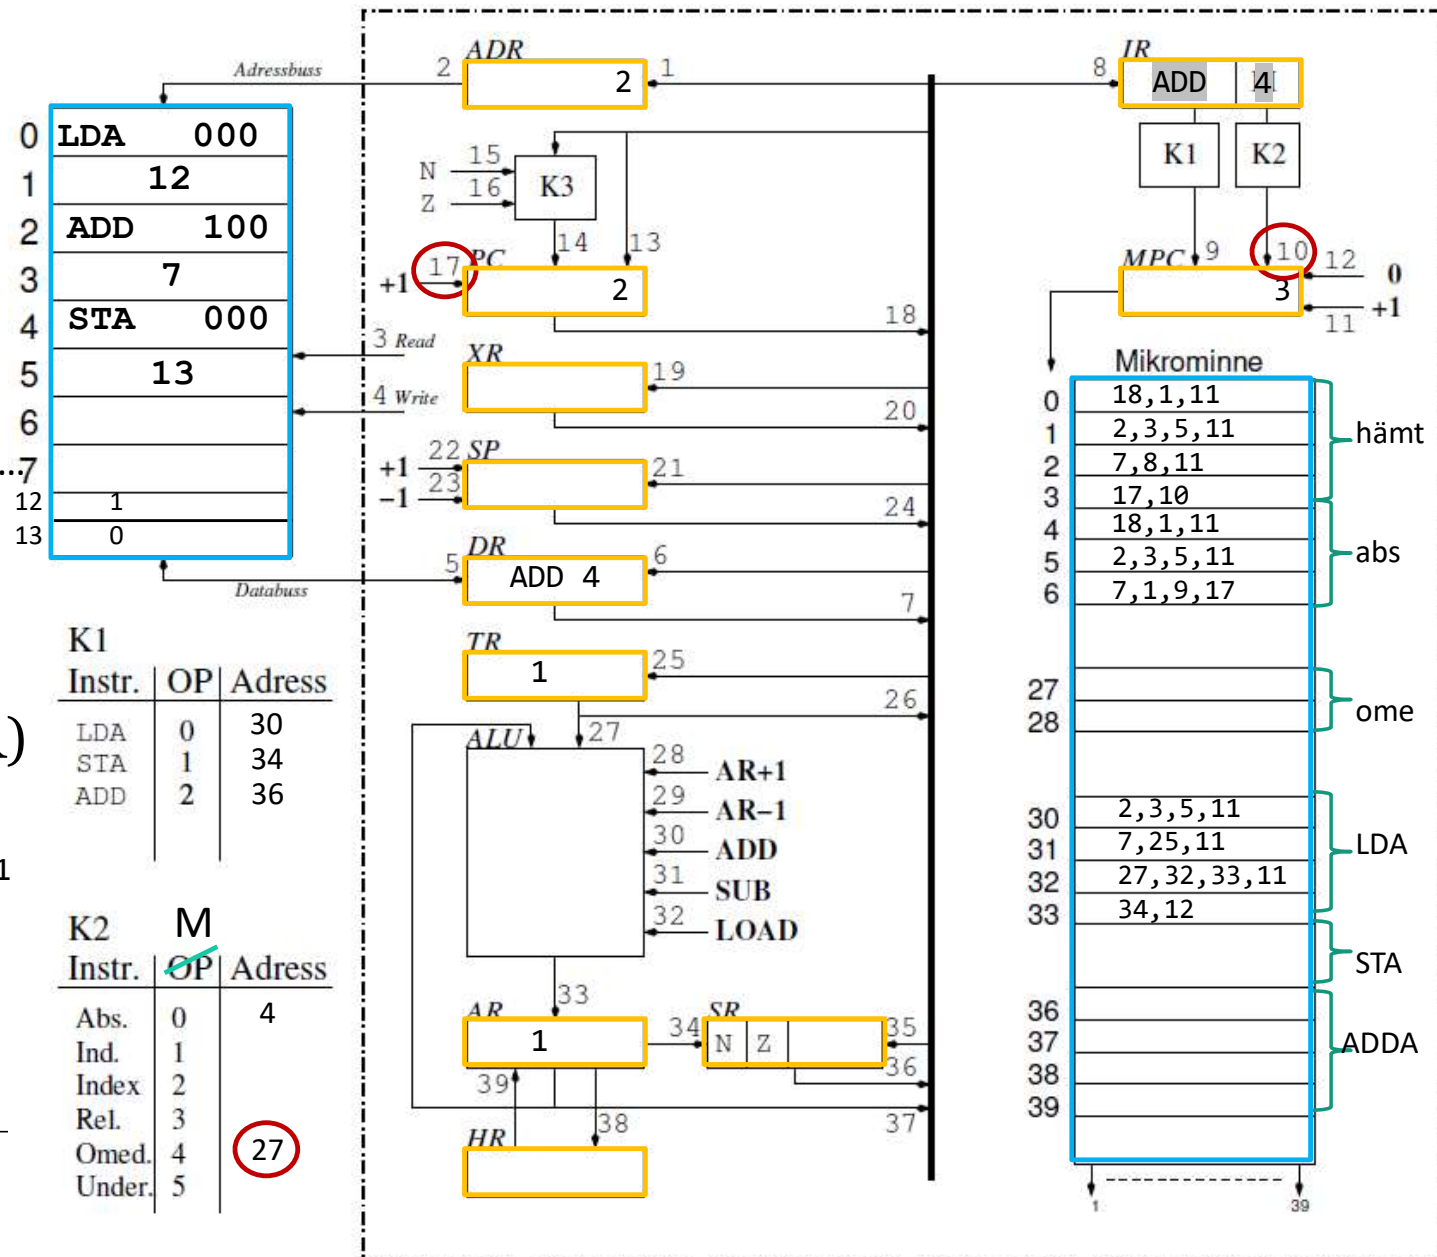 Adressbuss
0 LDA 000
1 12
2 ADD 100
3 7
4 STA 000
5 13
6
...7
12 1
13 0
Databuss
K1
Instr. OP Adress
LDA 0 30
STA 1 34
ADD 2 36
)
1
K2 M
Instr. OP Adress
Abs. 0 4
Ind. 1
Index 2
Rel. 3
Omed. 4 27
Under. 5
ADR
2 2 1
N 15
Z 16
K3
14 13
PC
+1 17 2
18
3 Read
4 Write
XR
19
20
SP
+1 22
-1 23
21
24
DR
5 ADD 4 6
7
TR
1 25
26
27
ALU
28 AR+1
29 AR-1
30 ADD
31 SUB
32 LOAD
33
AR
1 34
SR
N Z 35
36
37
39 38
HR
IR
8 ADD 4
K1 K2
9 10
MPC
3 12 0
11 +1
Mikrominne
0 18,1,11
1 2,3,5,11 hämt
2 7,8,11
3 17,10
4 18,1,11
5 2,3,5,11 abs
6 7,1,9,17
27
28 ome
30 2,3,5,11
31 7,25,11 LDA
32 27,32,33,11
33 34,12
STA
36
37 ADDA
38
39
1 39